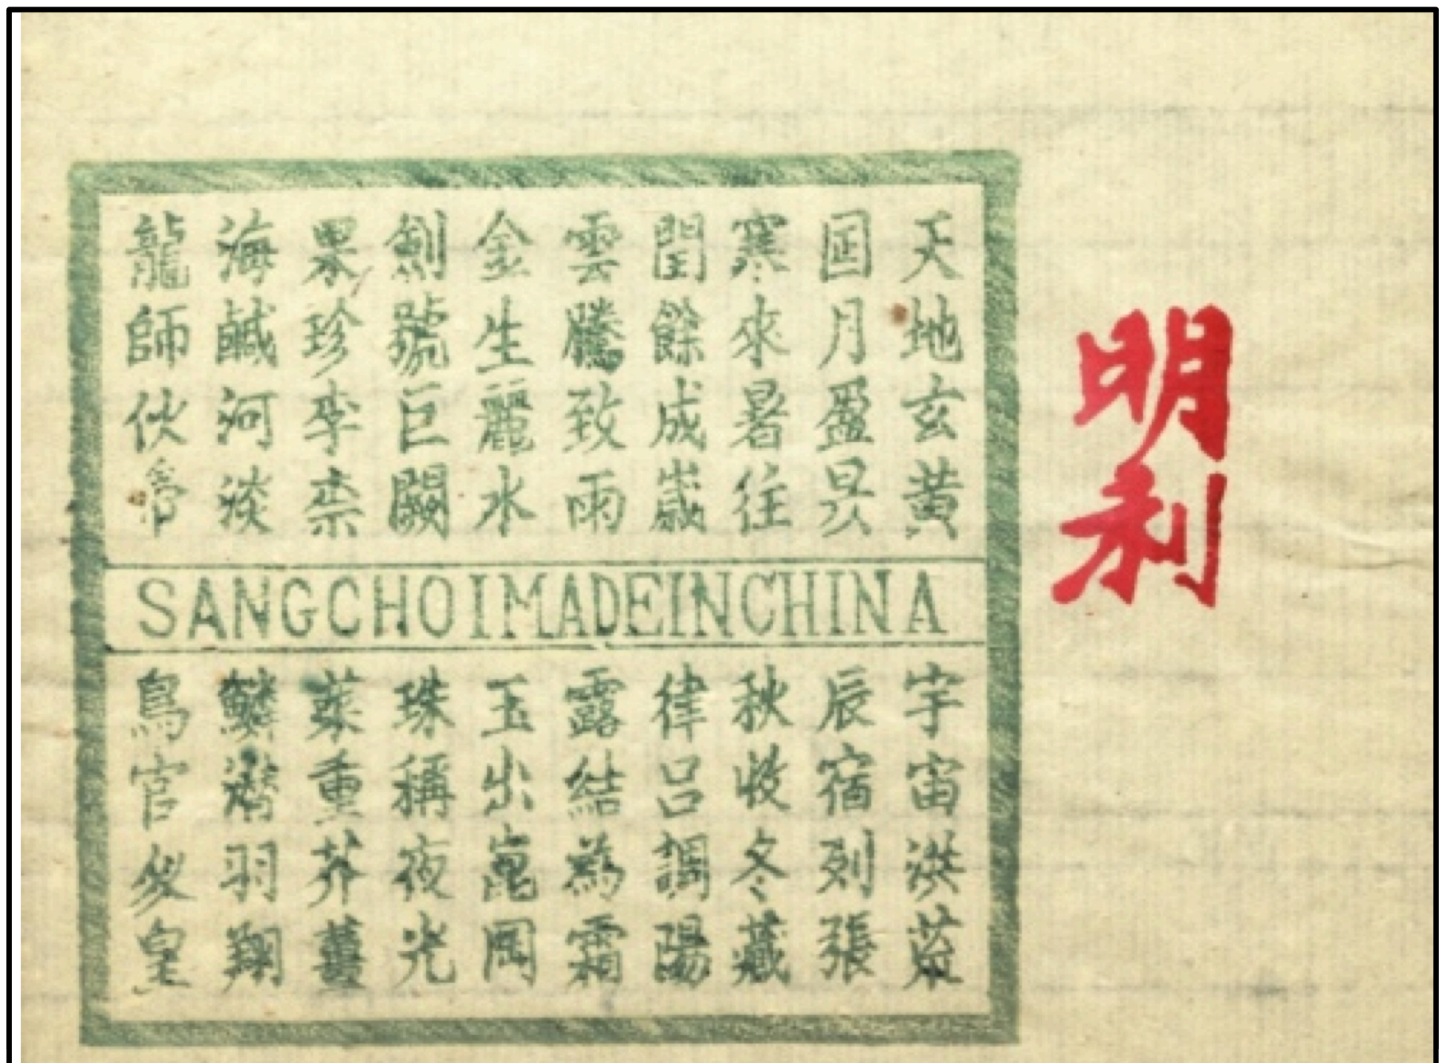 明利
天地玄黃
囸月盈昃
寒來暑往
閏餘成嵗
雲騰致雨
金生麗水
劍號巨闕
果珍李柰
海鹹河淡
龍師伙帝
SANGCHOIMADEINCHINA
宇宙洪荒
辰宿列張
秋收冬藏
律呂調陽
露結為霜
玉出崑岡
珠稱夜光
菜重芥薑
鱗潛羽翔
鳥官皇